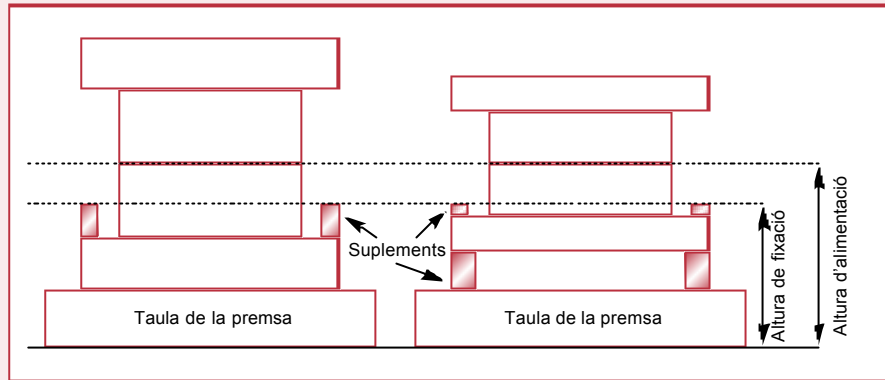 Suplements
Taula de la premsa
Taula de la premsa
Altura de fixació
Altura d'alimentació